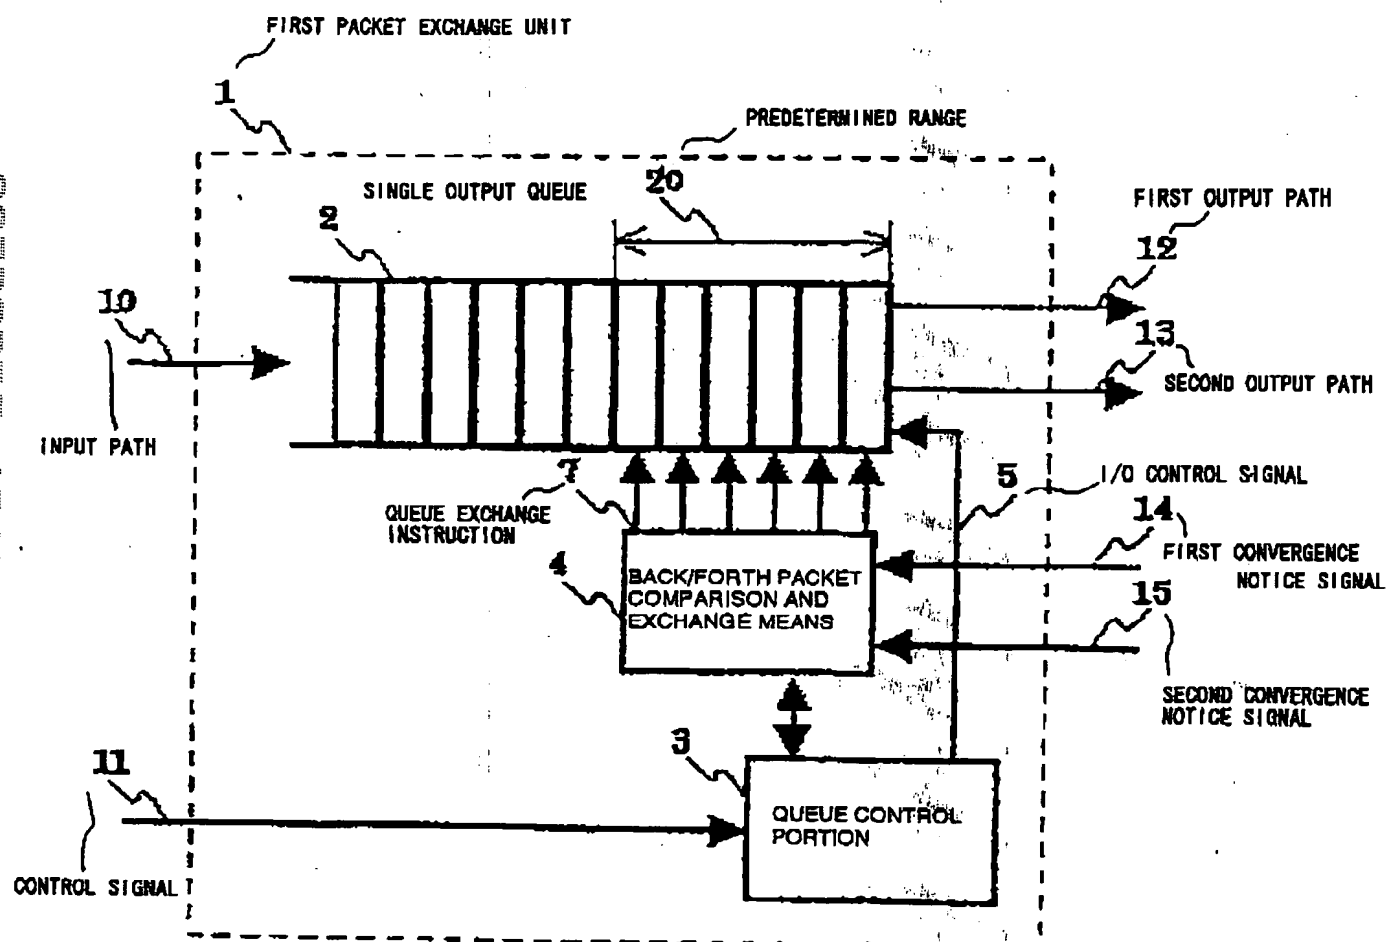 FIRST PACKET EXCHANGE UNIT
1
PREDETERMINED RANGE
SINGLE OUTPUT QUEUE
20
2
FIRST OUTPUT PATH
12
10
13
SECOND OUTPUT PATH
INPUT PATH
7
5
I/O CONTROL SIGNAL
QUEUE EXCHANGE
INSTRUCTION
14
FIRST CONVERGENCE
NOTICE SIGNAL
4
BACK/FORTH PACKET
COMPARISON AND
EXCHANGE MEANS
15
SECOND CONVERGENCE
NOTICE SIGNAL
3
11
QUEUE CONTROL
PORTION
CONTROL SIGNAL